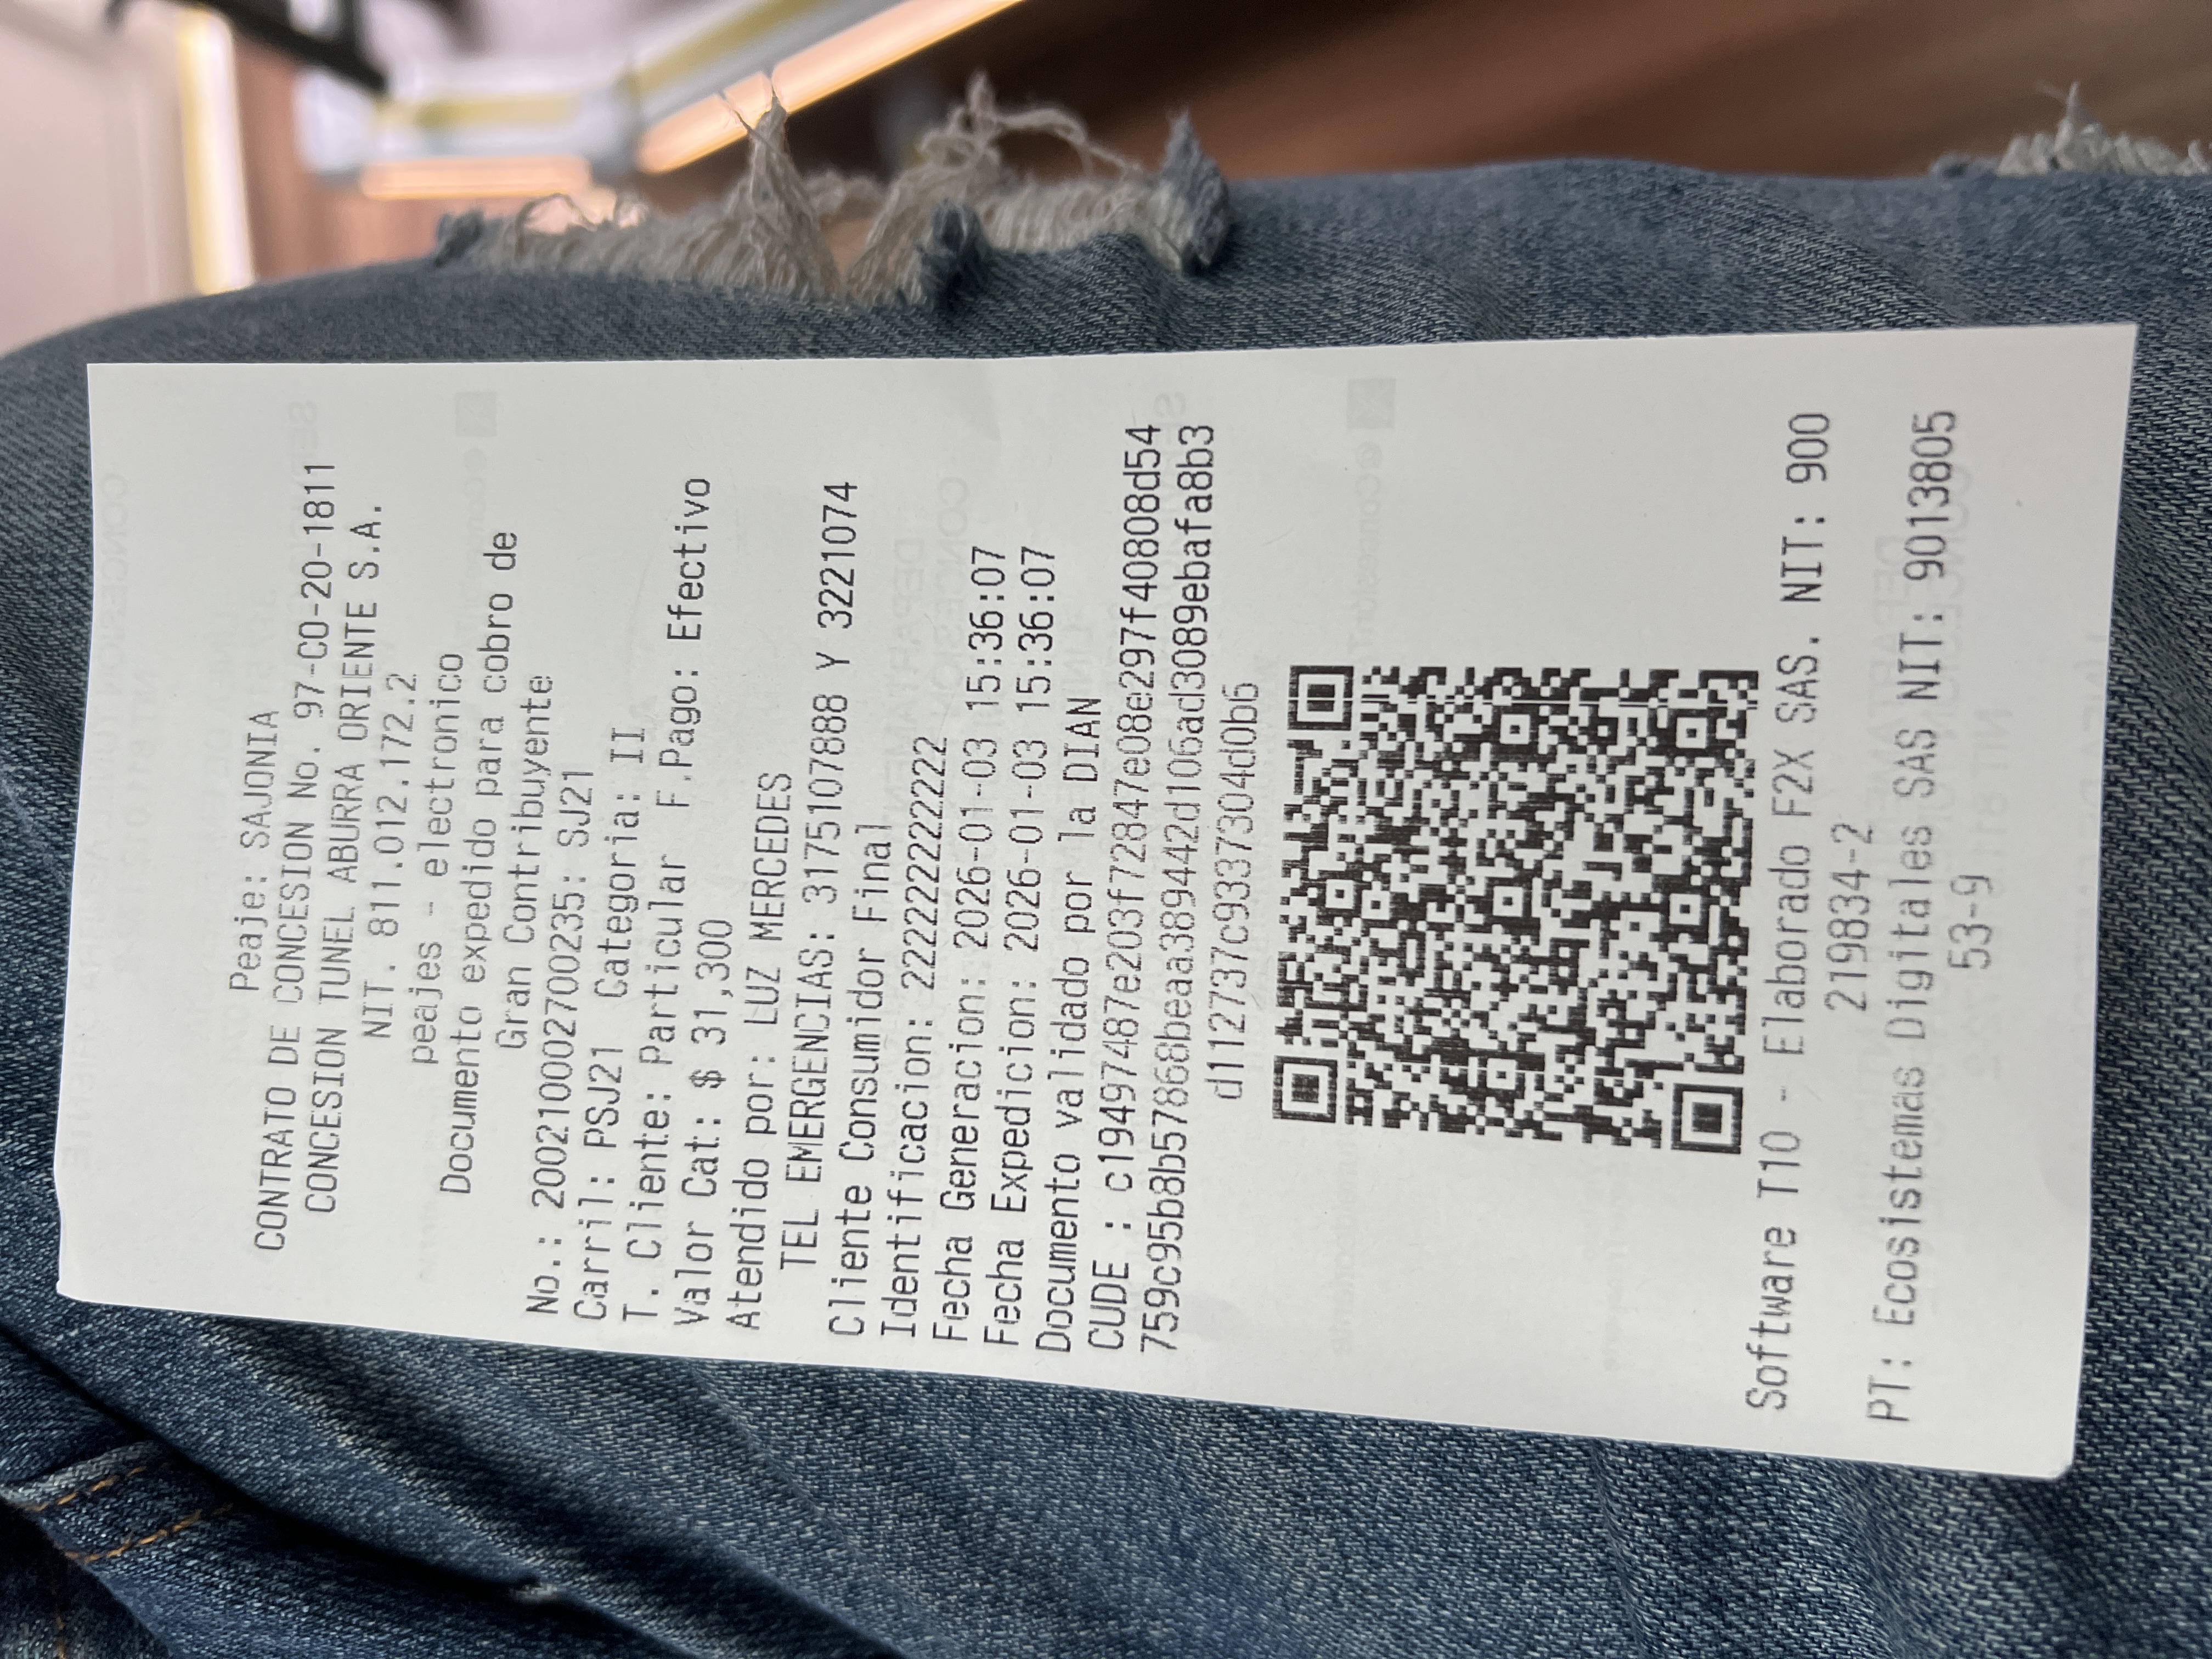 Peaje: SAJONIA
CONTRATO DE CONCESION No. 97-CO-20-1811
CONCESION TUNEL ABURRA ORIENTE S.A.
NIT. 811.012.172.2
peajes - electronico
Documento expedido para cobro de
Gran Contribuyente
No.: 200210002700235: SJ21
Carril: PSJ21 Categoria: II
T. Cliente: Particular F.Pago: Efectivo
Valor Cat: $ 31,300
Atendido por: LUZ MERCEDES
TEL EMERGENCIAS: 3175107888 Y 3221074
Cliente Consumidor Final
Identificacion: 222222222222
Fecha Generacion: 2026-01-03 15:36:07
Fecha Expedicion: 2026-01-03 15:36:07
Documento validado por la DIAN
CUDE : c19497487e203f72847e08e297f40808d54
759c95b8b57868beaa389442d106ad3089ebafa8b3
d112737c9337304d0b6
Software T10 - Elaborado F2X SAS. NIT: 900
219834-2
PT: Ecosistemas Digitales SAS NIT: 9013805
53-9